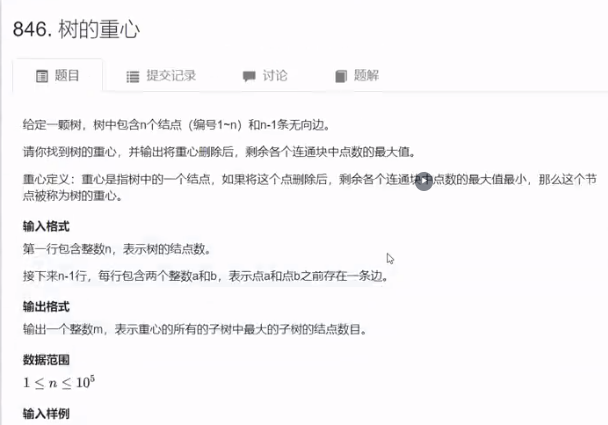 846. 树的重心
题目 提交记录 讨论 题解
给定一颗树，树中包含n个结点（编号1~n）和n-1条无向边。
请你找到树的重心，并输出将重心删除后，剩余各个连通块中点数的最大值。
重心定义：重心是指树中的一个结点，如果将这个点删除后，剩余各个连通块中点数的最大值最小，那么这个节
点被称为树的重心。
输入格式
第一行包含整数n，表示树的结点数。
接下来n-1行，每行包含两个整数a和b，表示点a和点b之前存在一条边。
输出格式
输出一个整数m，表示重心的所有的子树中最大的子树的结点数目。
数据范围
1 ≤ n ≤ 10⁵
输入样例